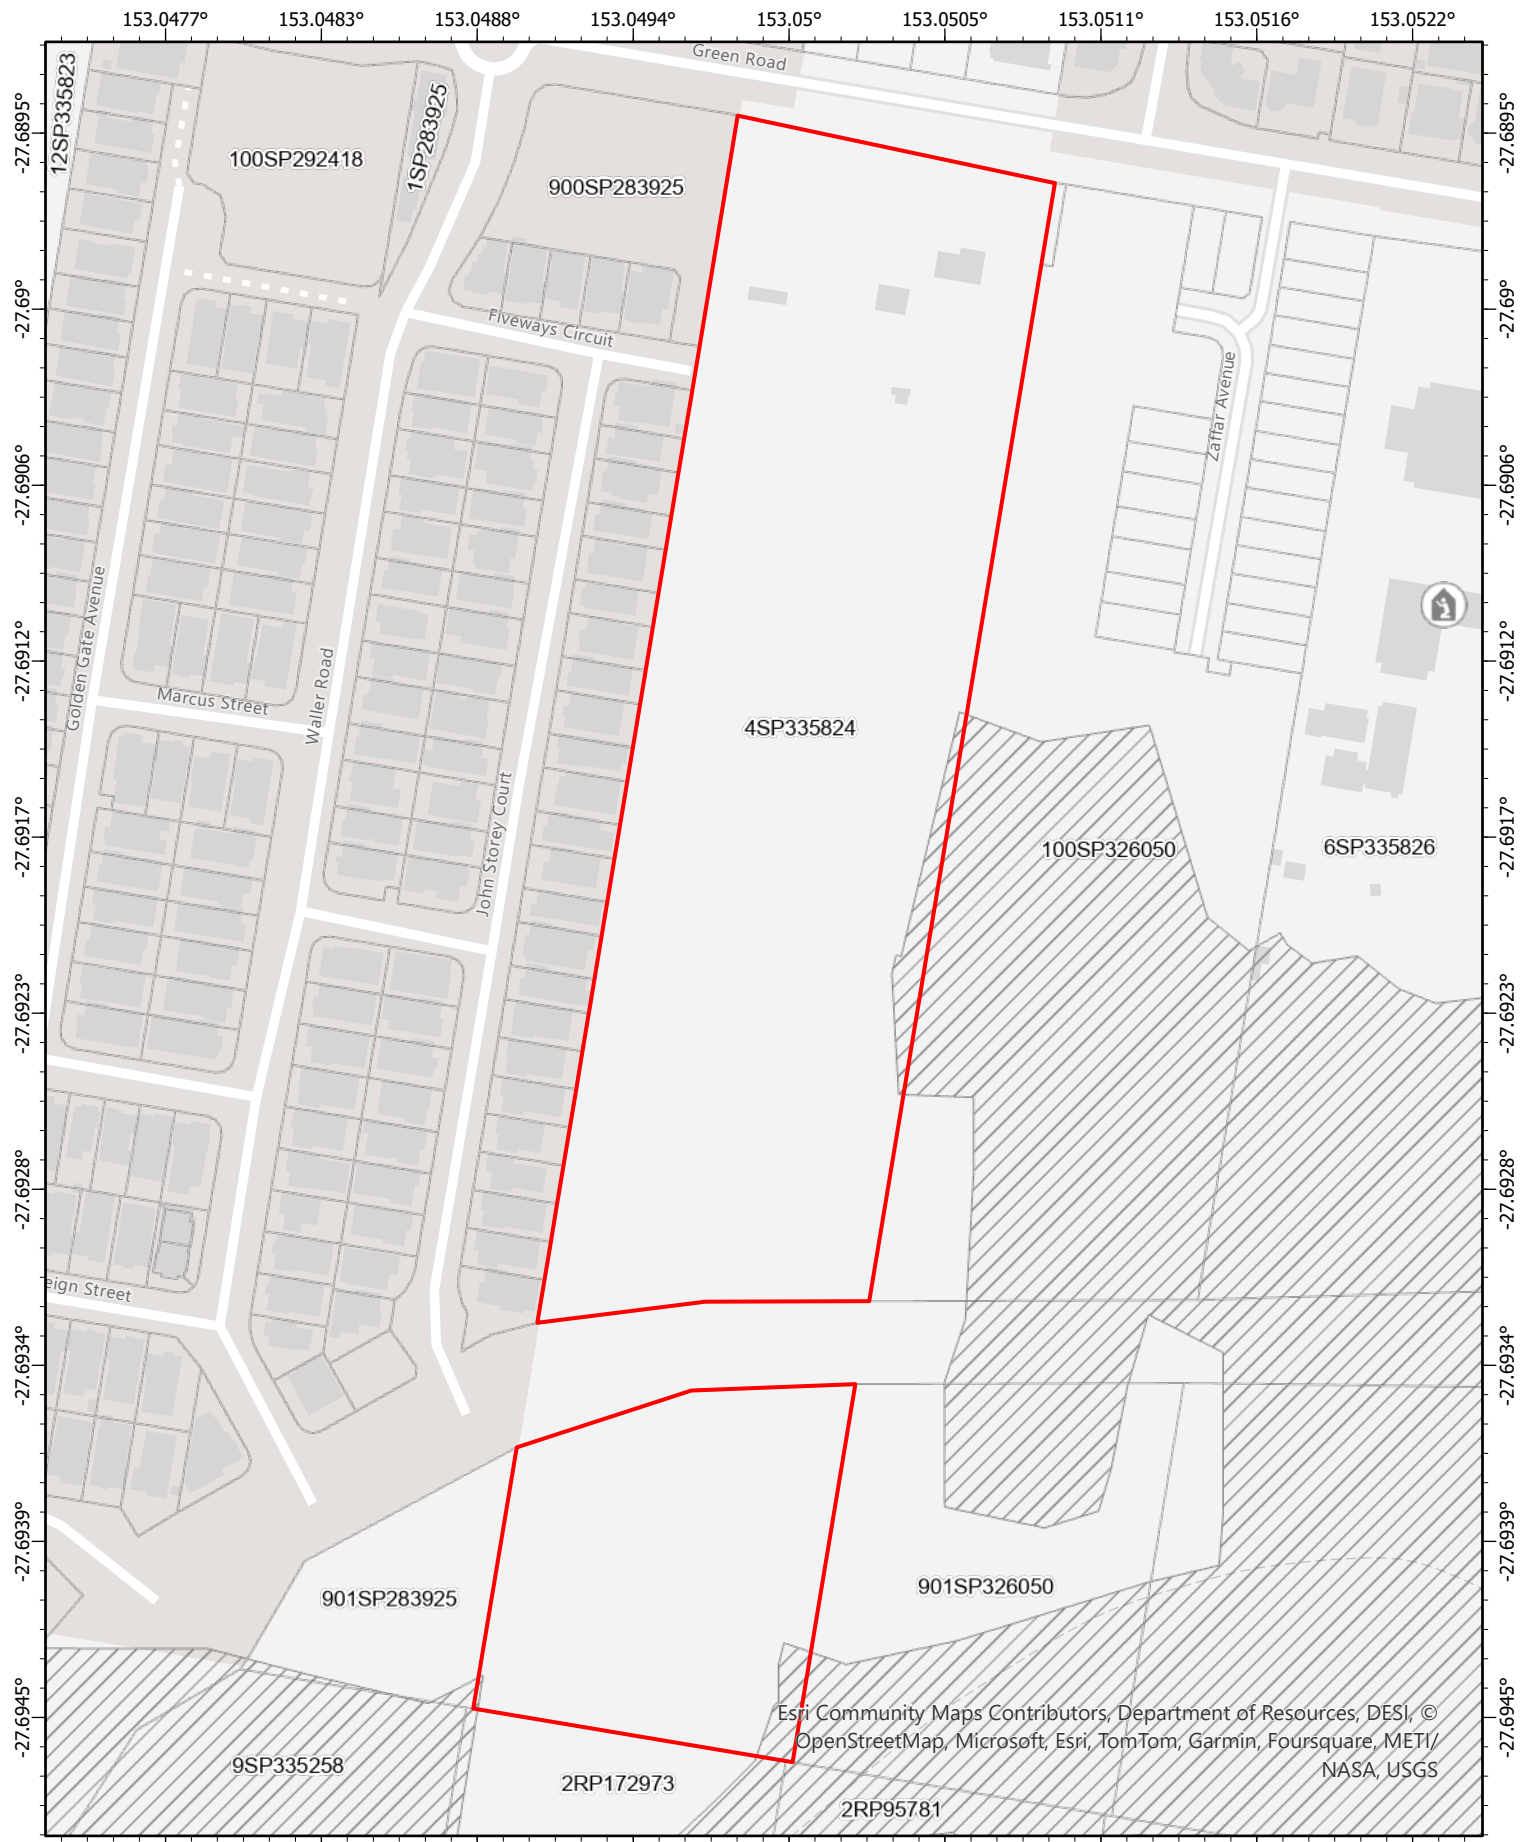 153.0477° 153.0483° 153.0488° 153.0494° 153.05° 153.0505° 153.0511° 153.0516° 153.0522°
Green Road
12SP335823
1SP283925
-27.6895° -27.6895°
100SP292418
900SP283925
-27.69° -27.69°
Fiveways Circuit
Zaffar Avenue
-27.6906° -27.6906°
Golden Gate Avenue
-27.6912° -27.6912°
Waller Road
Marcus Street
4SP335824
John Storey Court
-27.6917° -27.6917°
100SP326050
6SP335826
-27.6923° -27.6923°
-27.6928° -27.6928°
eign Street
-27.6934° -27.6934°
-27.6939° -27.6939°
901SP326050
901SP283925
-27.6945° -27.6945°
Esri Community Maps Contributors, Department of Resources, DESI, ©
OpenStreetMap, Microsoft, Esri, TomTom, Garmin, Foursquare, METI/
NASA, USGS
9SP335258
2RP172973
2RP95781